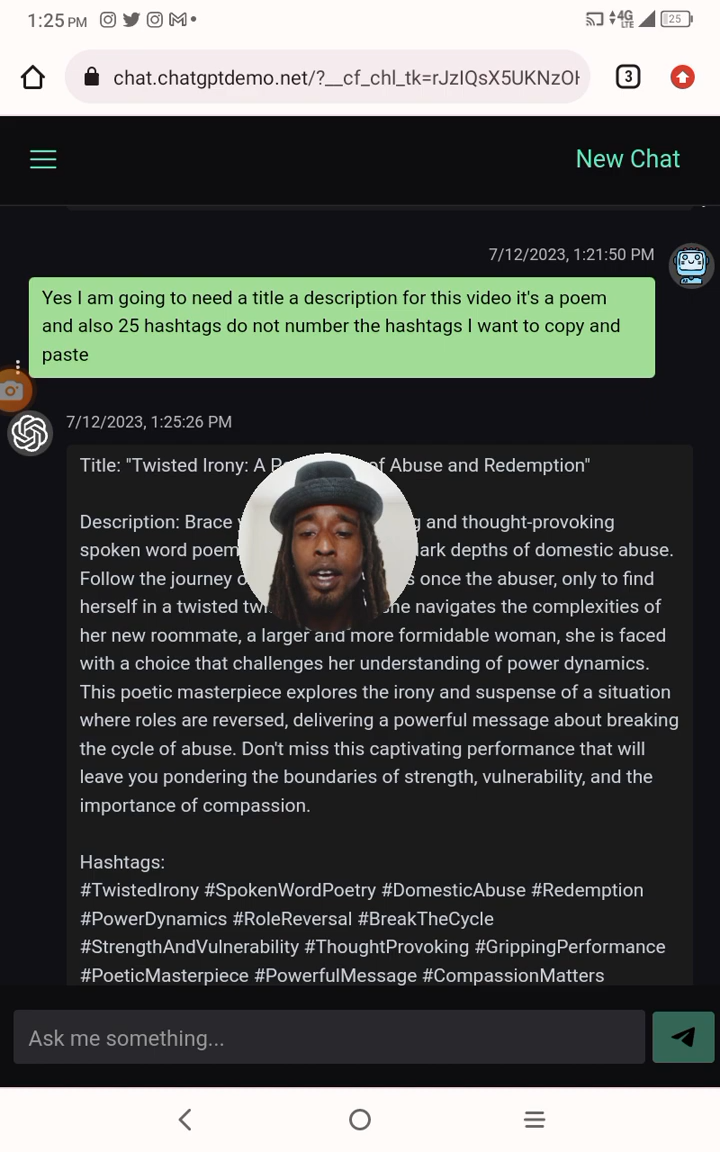 1:25 PM
4G
LTE
25
chat.chatgptdemo.net/?__cf_chl_tk=rJzIQsX5UKNzO
3
New Chat
7/12/2023, 1:21:50 PM
Yes I am going to need a title a description for this video it's a poem
and also 25 hashtags do not number the hashtags I want to copy and
paste
7/12/2023, 1:25:26 PM
Title: "Twisted Irony: A of Abuse and Redemption"
Description: Brace and thought-provoking
spoken word poem depths of domestic abuse.
Follow the journey once the abuser, only to find
herself in a twisted she navigates the complexities of
her new roommate, a larger and more formidable woman, she is faced
with a choice that challenges her understanding of power dynamics.
This poetic masterpiece explores the irony and suspense of a situation
where roles are reversed, delivering a powerful message about breaking
the cycle of abuse. Don't miss this captivating performance that will
leave you pondering the boundaries of strength, vulnerability, and the
importance of compassion.
Hashtags:
#TwistedIrony #SpokenWordPoetry #DomesticAbuse #Redemption
#PowerDynamics #RoleReversal #BreakTheCycle
#StrengthAndVulnerability #ThoughtProvoking #GrippingPerformance
#PoeticMasterpiece #PowerfulMessage #CompassionMatters
Ask me something...